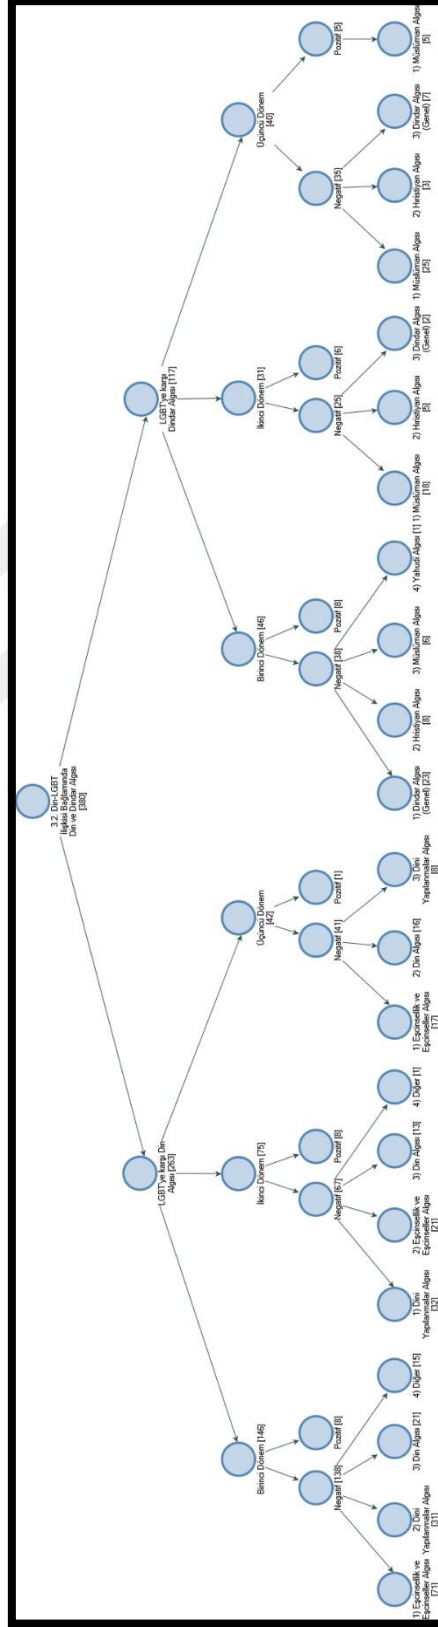 3.2. Din-LGBT
İlişkisi Bağlamında
Din ve Dindar Algısı
[380]
LGBT'ye karşı Din
Algısı [263]
LGBT'ye karşı
Dindar Algısı [117]
Birinci Dönem [146]
İkinci Dönem [75]
Üçüncü Dönem
[42]
Birinci Dönem [46]
İkinci Dönem [31]
Üçüncü Dönem
[40]
Negatif [138]
Pozitif [8]
Negatif [67]
Pozitif [8]
Negatif [41]
Pozitif [1]
Negatif [38]
Pozitif [8]
Negatif [25]
Pozitif [6]
Negatif [35]
Pozitif [5]
1) Eşcinsellik ve
Eşcinseller Algısı
[71]
2) Dini
Yapılanmalar Algısı
[31]
3) Din Algısı [21]
4) Diğer [15]
1) Dini
Yapılanmalar Algısı
[32]
2) Eşcinsellik ve
Eşcinseller Algısı
[21]
3) Din Algısı [13]
4) Diğer [1]
1) Eşcinsellik ve
Eşcinseller Algısı
[17]
2) Din Algısı [16]
3) Dini
Yapılanmalar Algısı
[8]
1) Dindar Algısı
(Genel) [23]
2) Hristiyan Algısı
[8]
3) Müslüman Algısı
[6]
4) Yahudi Algısı [1]
1) Müslüman Algısı
[18]
2) Hıristiyan Algısı
[5]
3) Dindar Algısı
(Genel) [2]
1) Müslüman Algısı
[25]
2) Hıristiyan Algısı
[3]
3) Dindar Algısı
(Genel) [7]
1) Müslüman Algısı
[5]